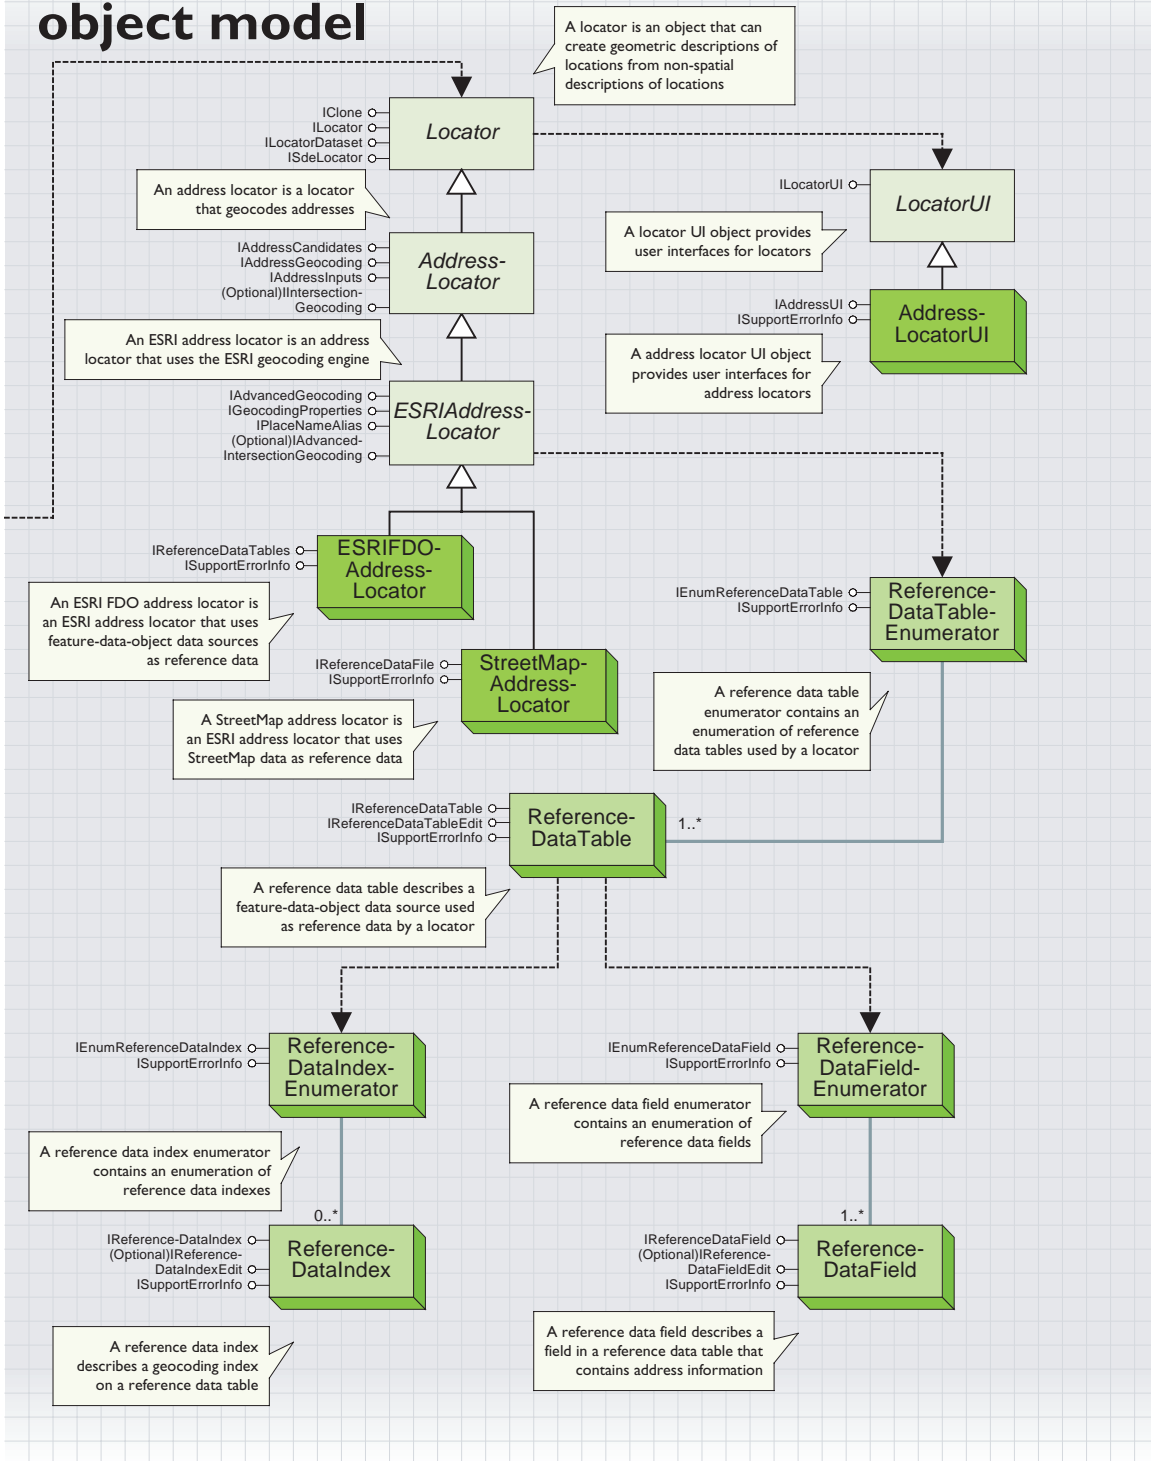 object model
A locator is an object that can
create geometric descriptions of
locations from non-spatial
descriptions of locations
IClone
ILocator
ILocatorDataset
ISdeLocator
Locator
An address locator is a locator
that geocodes addresses
ILocatorUI
LocatorUI
A locator UI object provides
user interfaces for locators
IAddressCandidates
IAddressGeocoding
IAddressInputs
(Optional)IIntersection-
Geocoding
Address-
Locator
IAddressUI
ISupportErrorInfo
Address-
LocatorUI
An ESRI address locator is an address
locator that uses the ESRI geocoding engine
A address locator UI object
provides user interfaces for
address locators
IAdvancedGeocoding
IGeocodingProperties
IPlaceNameAlias
(Optional)IAdvanced-
IntersectionGeocoding
ESRIAddress-
Locator
IReferenceDataTables
ISupportErrorInfo
ESRIFDO-
Address-
Locator
An ESRI FDO address locator is
an ESRI address locator that uses
feature-data-object data sources
as reference data
IEnumReferenceDataTable
ISupportErrorInfo
Reference-
DataTable-
Enumerator
IReferenceDataFile
ISupportErrorInfo
StreetMap-
Address-
Locator
A StreetMap address locator is
an ESRI address locator that uses
StreetMap data as reference data
A reference data table
enumerator contains an
enumeration of reference
data tables used by a locator
IReferenceDataTable
IReferenceDataTableEdit
ISupportErrorInfo
Reference-
DataTable
1..*
A reference data table describes a
feature-data-object data source used
as reference data by a locator
IEnumReferenceDataIndex
ISupportErrorInfo
Reference-
DataIndex-
Enumerator
IEnumReferenceDataField
ISupportErrorInfo
Reference-
DataField-
Enumerator
A reference data field enumerator
contains an enumeration of
reference data fields
A reference data index enumerator
contains an enumeration of
reference data indexes
0..*
1..*
IReference-DataIndex
(Optional)IReference-
DataIndexEdit
ISupportErrorInfo
Reference-
DataIndex
IReferenceDataField
(Optional)IReference-
DataFieldEdit
ISupportErrorInfo
Reference-
DataField
A reference data index
describes a geocoding index
on a reference data table
A reference data field describes a
field in a reference data table that
contains address information